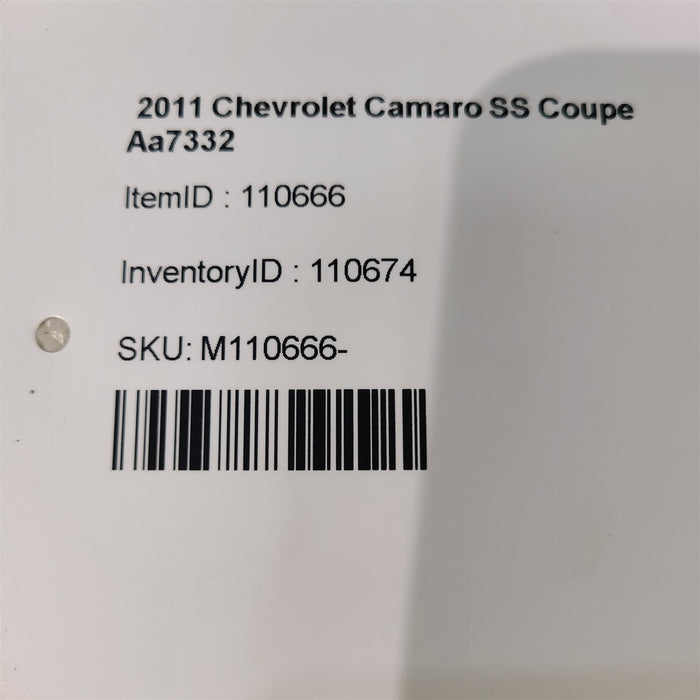 2011 Chevrolet Camaro SS Coupe
Aa7332
ItemID : 110666
InventoryID : 110674
SKU: M110666-